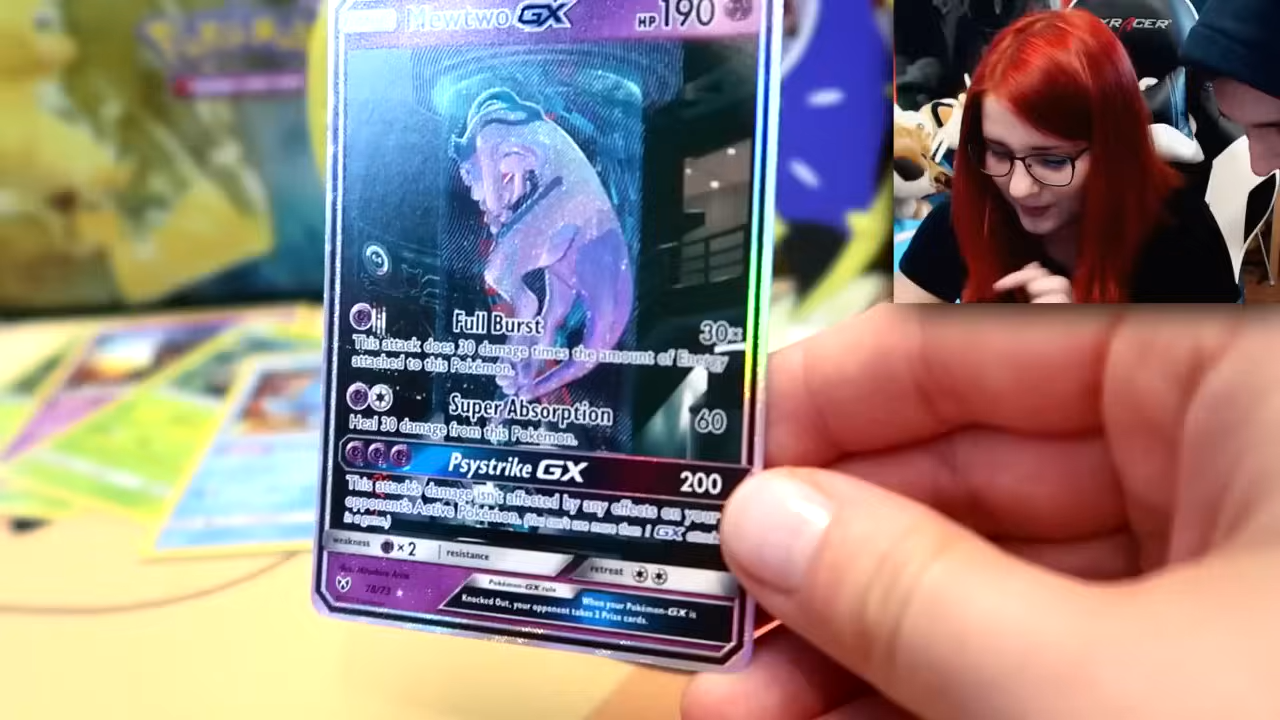 Mewtwo GX HP 190
XRACER
Full Burst 30×
This attack does 30 damage times the amount of Energy
attached to this Pokémon.
Super Absorption 60
Heal 30 damage from this Pokémon.
Psystrike GX 200
This attack's damage isn't affected by any effects on your
opponent's Active Pokémon. (You can't use more than 1 GX
in a game.)
weakness ×2 resistance
retreat
Pokémon-GX rule
When your Pokémon-GX is
Knocked Out, your opponent takes 2 Prize cards.
78/73